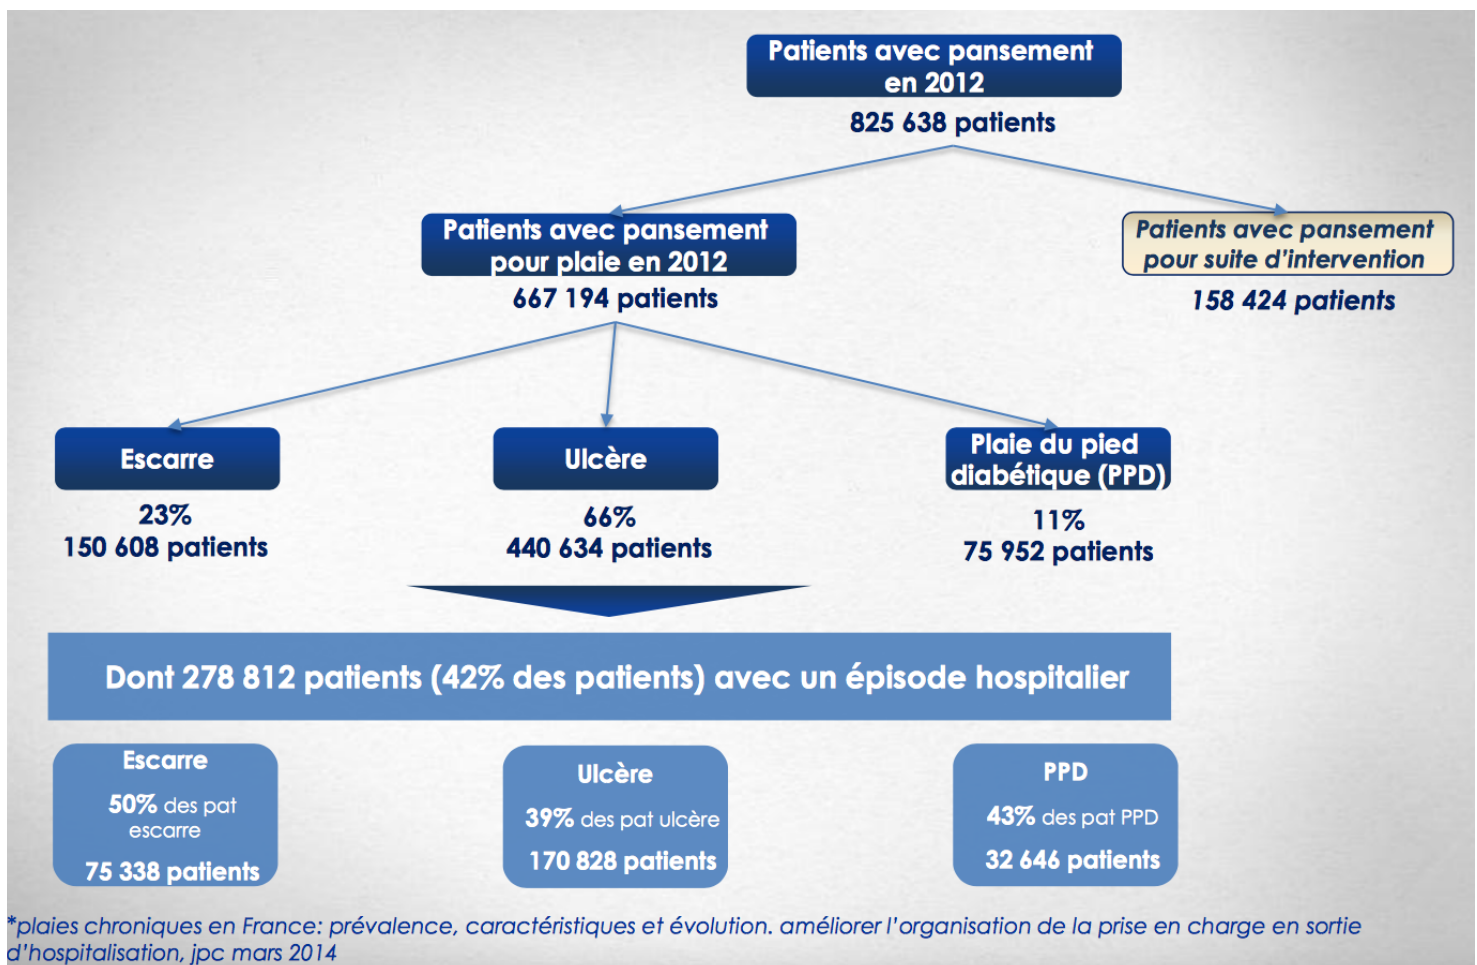 Patients avec pansement
en 2012
825 638 patients
Patients avec pansement
pour plaie en 2012
667 194 patients
Patients avec pansement
pour suite d’intervention
158 424 patients
Escarre
23%
150 608 patients
Ulcère
66%
440 634 patients
Plaie du pied
diabétique (PPD)
11%
75 952 patients
Dont 278 812 patients (42% des patients) avec un épisode hospitalier
Escarre
50% des pat
escarre
75 338 patients
Ulcère
39% des pat ulcère
170 828 patients
PPD
43% des pat PPD
32 646 patients
*plaies chroniques en France: prévalence, caractéristiques et évolution. améliorer l’organisation de la prise en charge en sortie
d’hospitalisation, jpc mars 2014